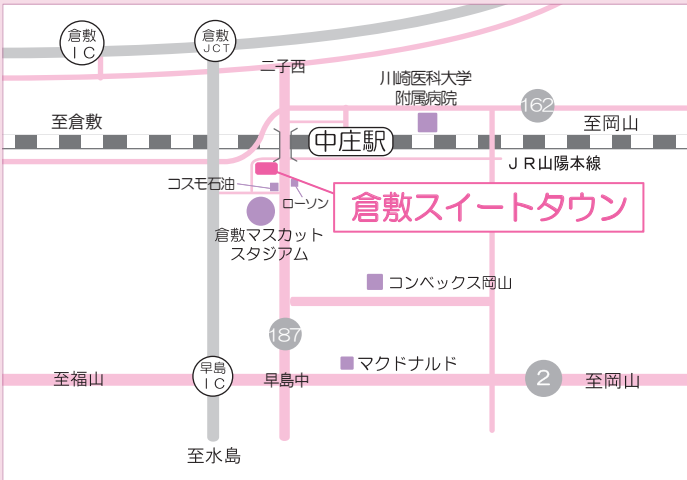 倉敷
IC
倉敷
JCT
二子西
川崎医科大学
附属病院
162
至倉敷
中庄駅
至岡山
JR山陽本線
コスモ石油
ローソン
倉敷スイートタウン
倉敷マスカット
スタジアム
コンベックス岡山
187
マクドナルド
早島
IC
至福山
早島中
2
至岡山
至水島